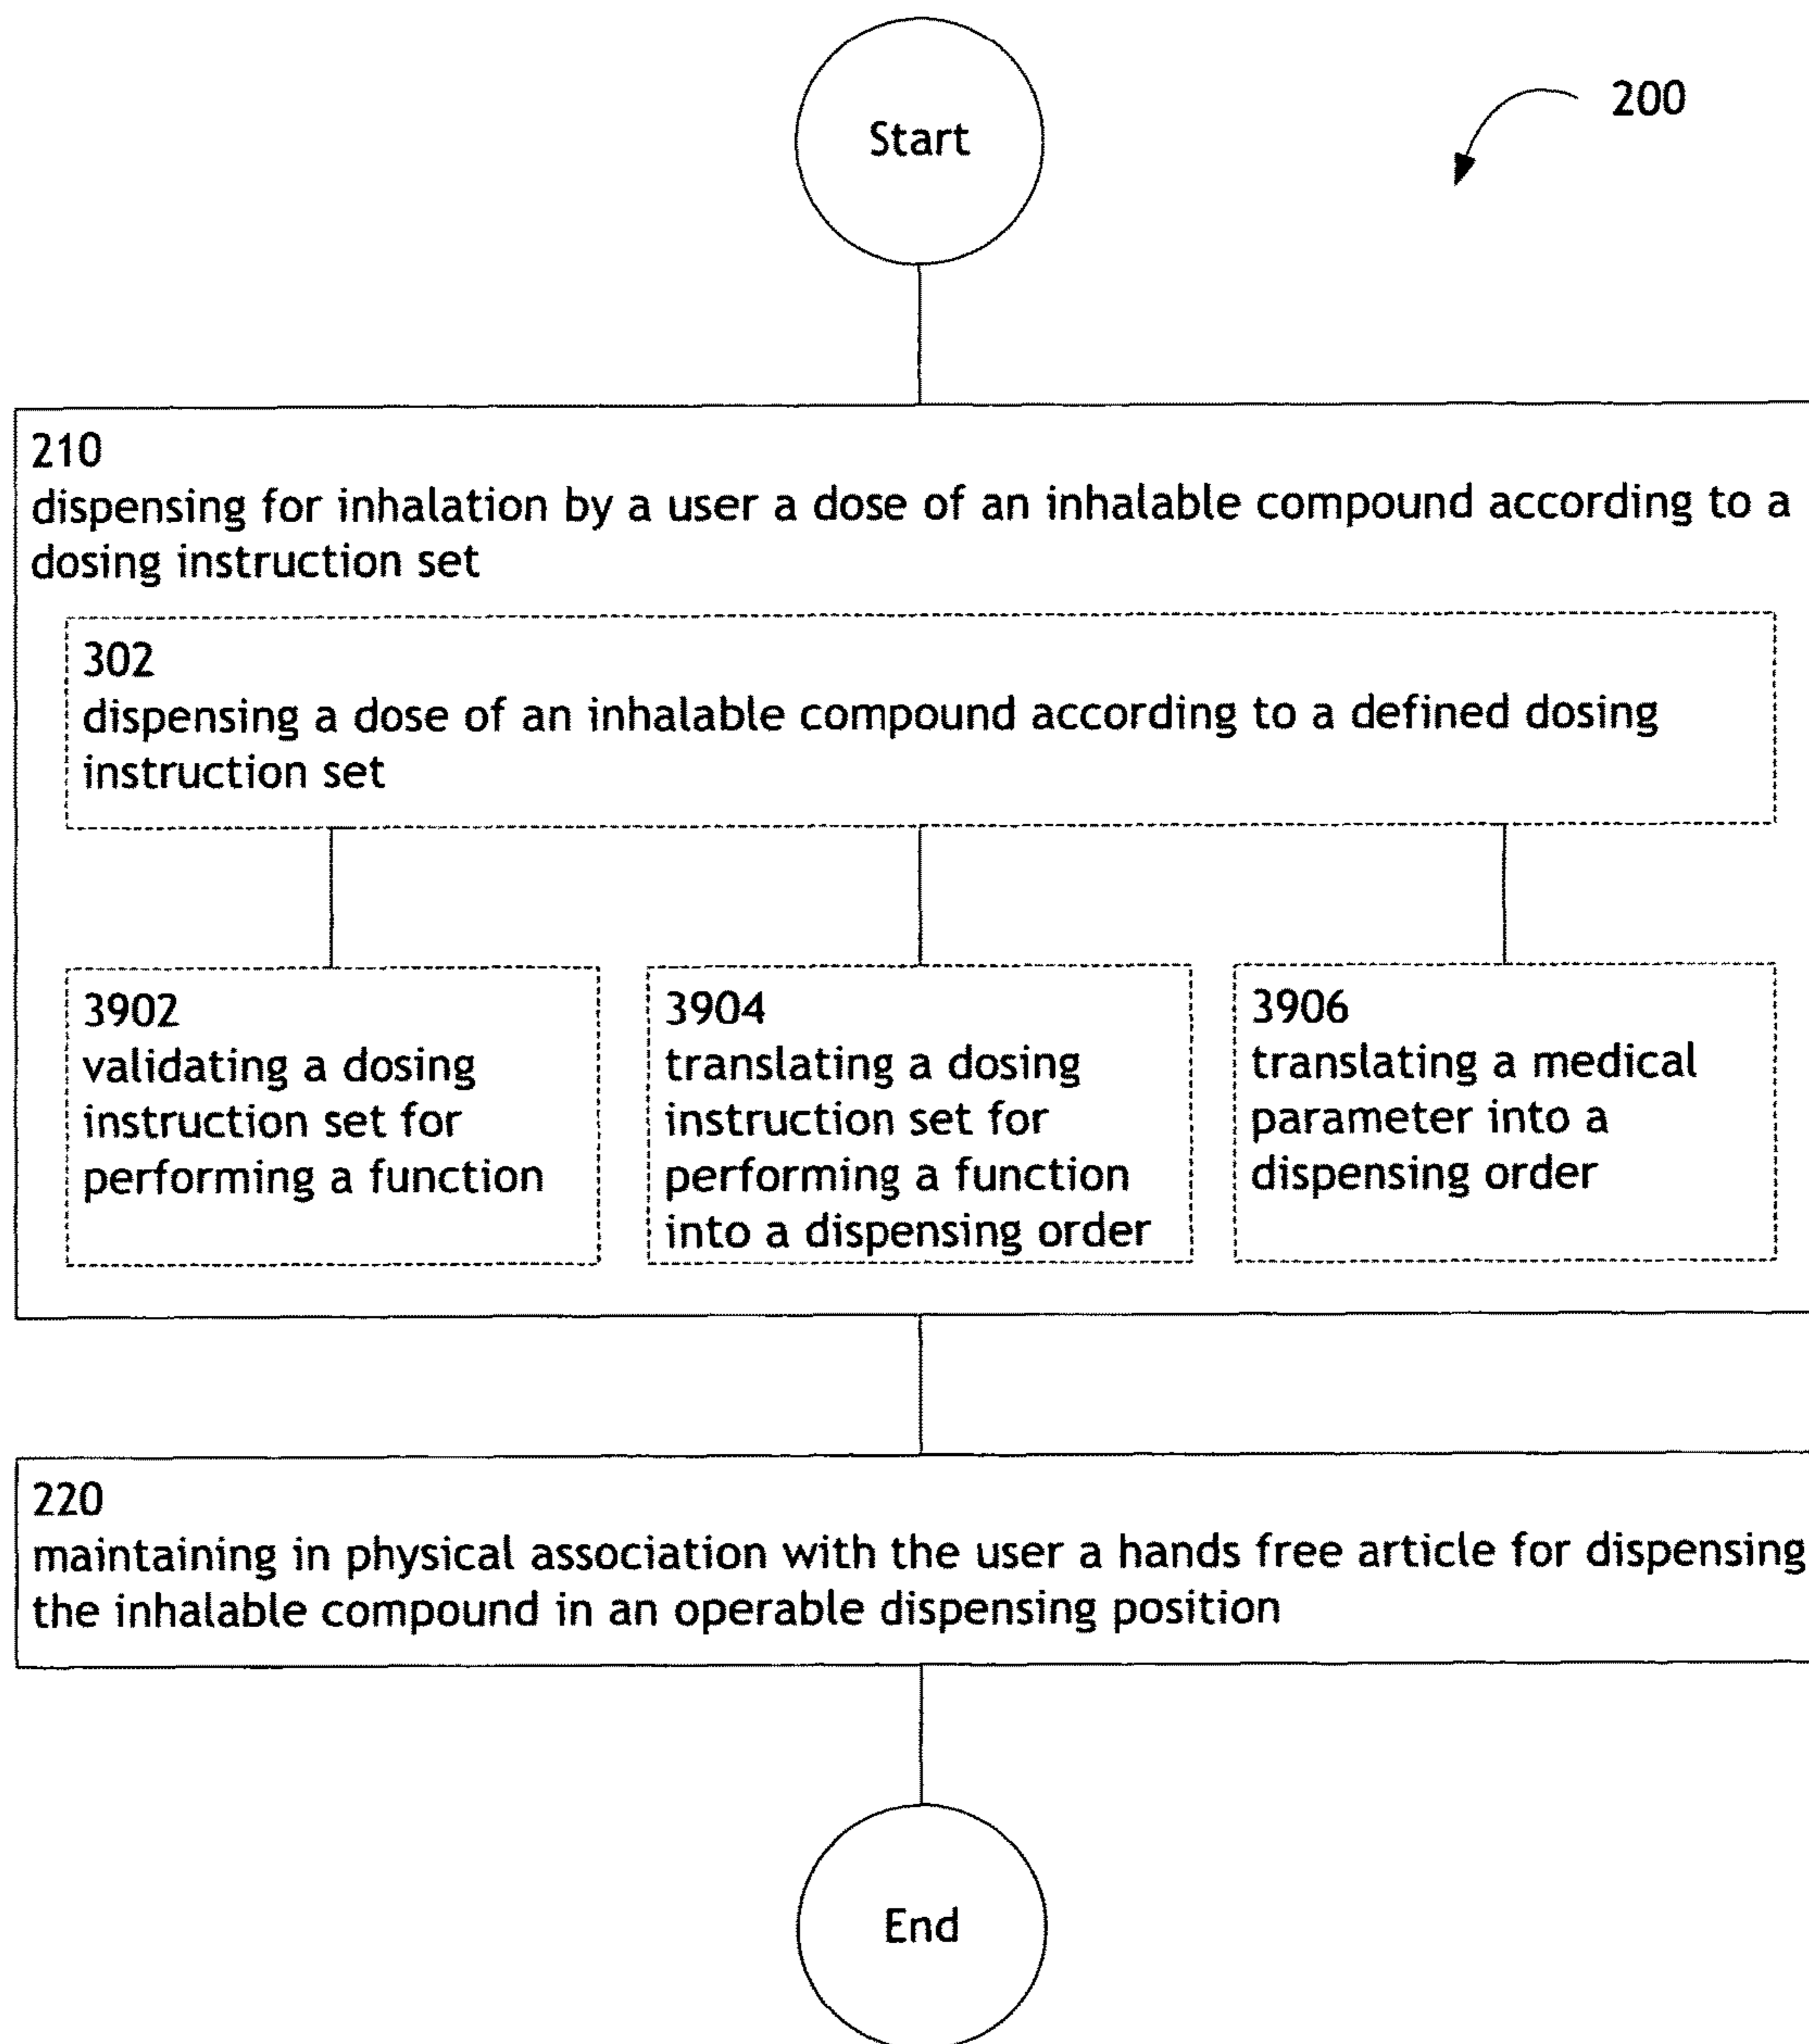 Start
200
210
dispensing for inhalation by a user a dose of an inhalable compound according to a
dosing instruction set
302
dispensing a dose of an inhalable compound according to a defined dosing
instruction set
3902
validating a dosing
instruction set for
performing a function
3904
translating a dosing
instruction set for
performing a function
into a dispensing order
3906
translating a medical
parameter into a
dispensing order
220
maintaining in physical association with the user a hands free article for dispensing
the inhalable compound in an operable dispensing position
End